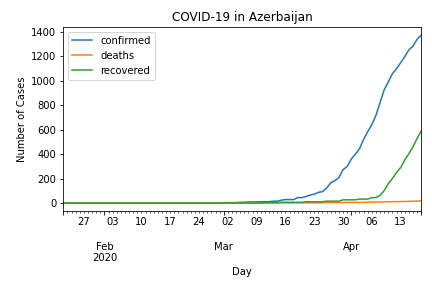 COVID-19 in Azerbaijan
confirmed
deaths
recovered
1400
1200
1000
800
600
400
200
0
Number of Cases
27 03 10 17 24 02 09 16 23 30 06 13
Feb Mar Apr
2020
Day